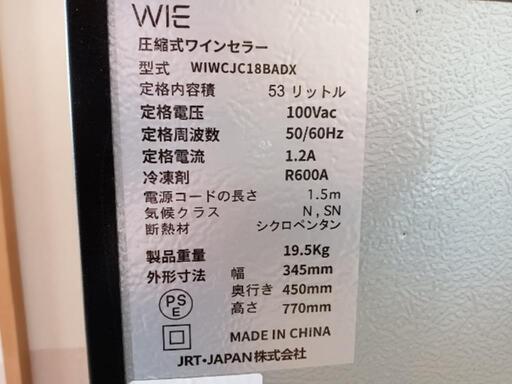 WIE
圧縮式ワインセラー
型式 WIWCJC18BADX
定格内容積 53 リットル
定格電圧 100Vac
定格周波数 50/60Hz
定格電流 1.2A
冷凍剤 R600A
電源コードの長さ 1.5m
気候クラス N , SN
断熱材 シクロペンタン
製品重量 19.5Kg
外形寸法 幅 345mm
奥行き 450mm
高さ 770mm
PS
E
MADE IN CHINA
JRT・JAPAN株式会社